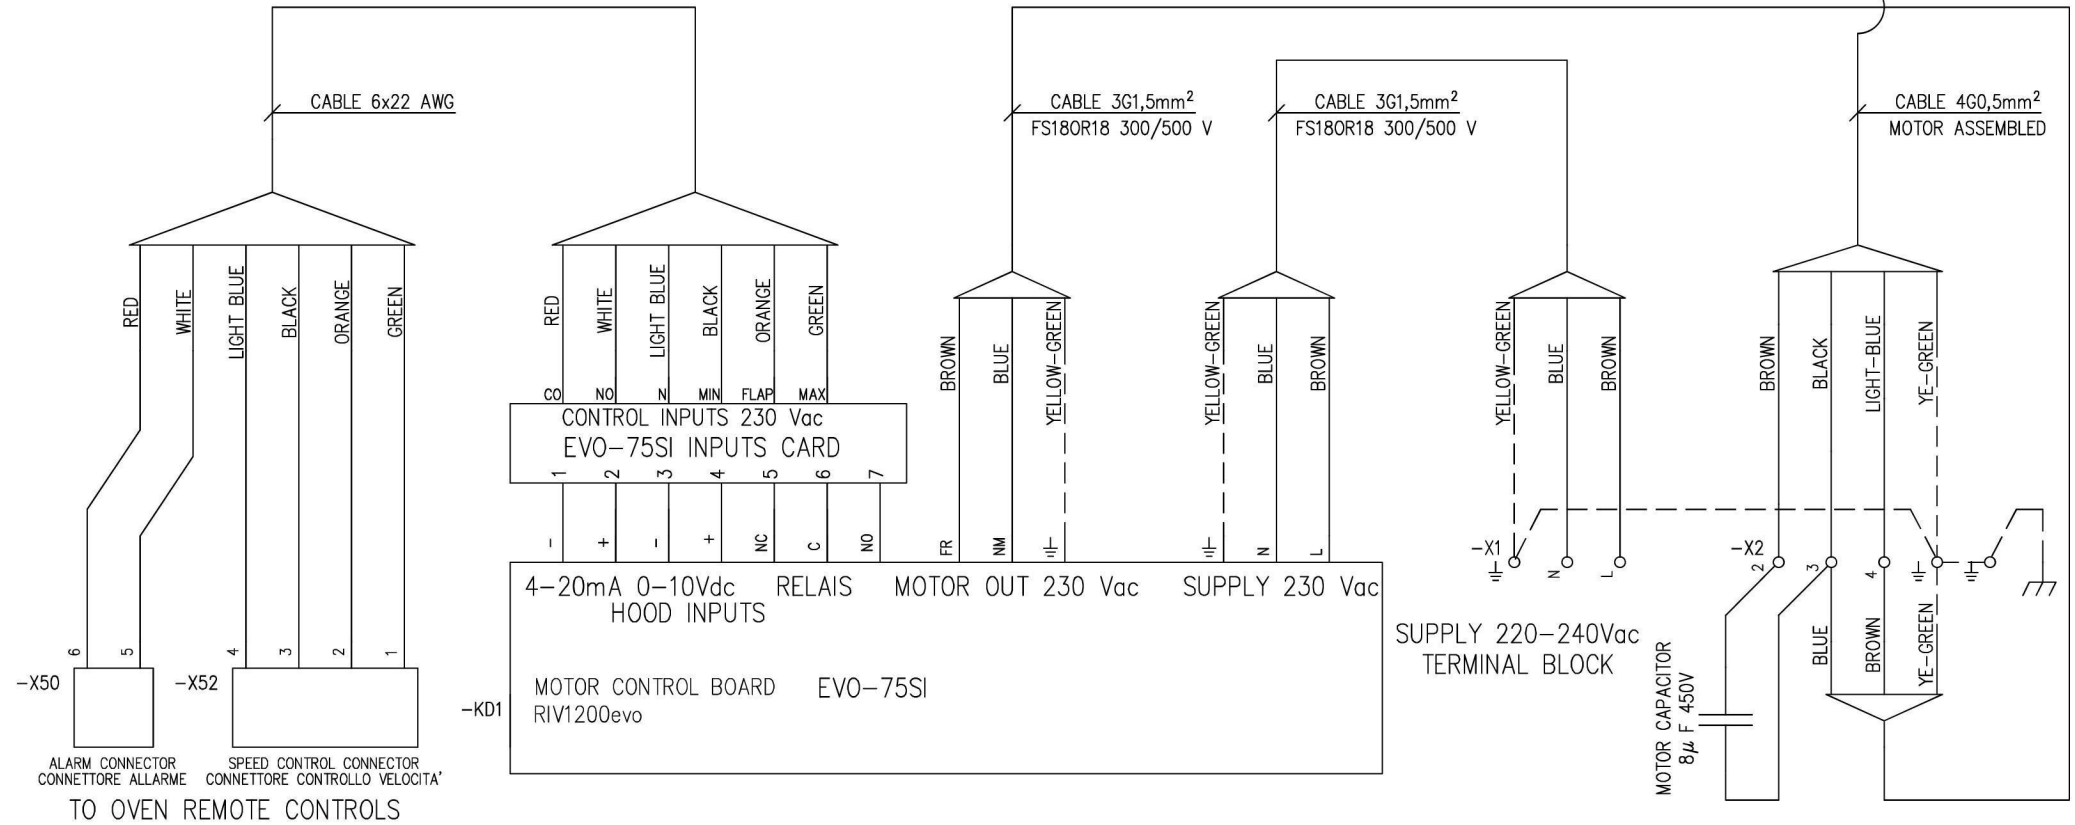 CABLE 6x22 AWG
CABLE 3G1,5mm²
FS18OR18 300/500 V
CABLE 3G1,5mm²
FS18OR18 300/500 V
CABLE 4G0,5mm²
MOTOR ASSEMBLED
RED
WHITE
LIGHT BLUE
BLACK
ORANGE
GREEN
RED
WHITE
LIGHT BLUE
BLACK
ORANGE
GREEN
BROWN
BLUE
YELLOW-GREEN
YELLOW-GREEN
BLUE
BROWN
YELLOW-GREEN
BLUE
BROWN
BROWN
BLACK
LIGHT-BLUE
YE-GREEN
CO NO N MIN FLAP MAX
CONTROL INPUTS 230 Vac
EVO-75SI INPUTS CARD
1 2 3 4 5 6 7
- + - + NC C NO
FR NM
N L
-X1
N L
-X2
2 3 4
4-20mA 0-10Vdc RELAIS MOTOR OUT 230 Vac SUPPLY 230 Vac
HOOD INPUTS
SUPPLY 220-240Vac
TERMINAL BLOCK
BLUE
BROWN
YE-GREEN
MOTOR CAPACITOR
8µ F 450V
6 5
4 3 2 1
-X50
-X52
-KD1
MOTOR CONTROL BOARD EVO-75SI
RIV1200evo
ALARM CONNECTOR
CONNETTORE ALLARME
SPEED CONTROL CONNECTOR
CONNETTORE CONTROLLO VELOCITA'
TO OVEN REMOTE CONTROLS